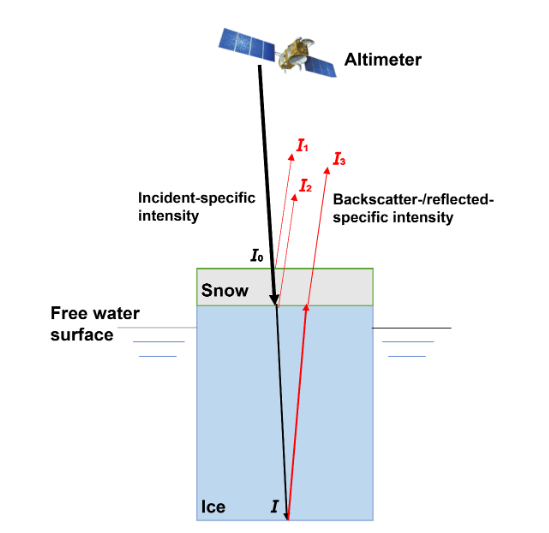 Altimeter
I₁
I₃
I₂
Incident-specific
intensity
Backscatter-/reflected-
specific intensity
I₀
Snow
Free water
surface
Ice
I